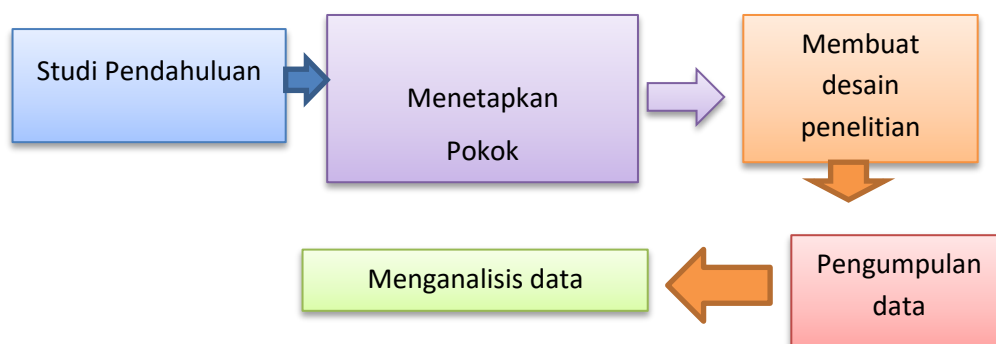 Studi Pendahuluan
Menetapkan
Pokok
Membuat
desain
penelitian
Pengumpulan
data
Menganalisis data